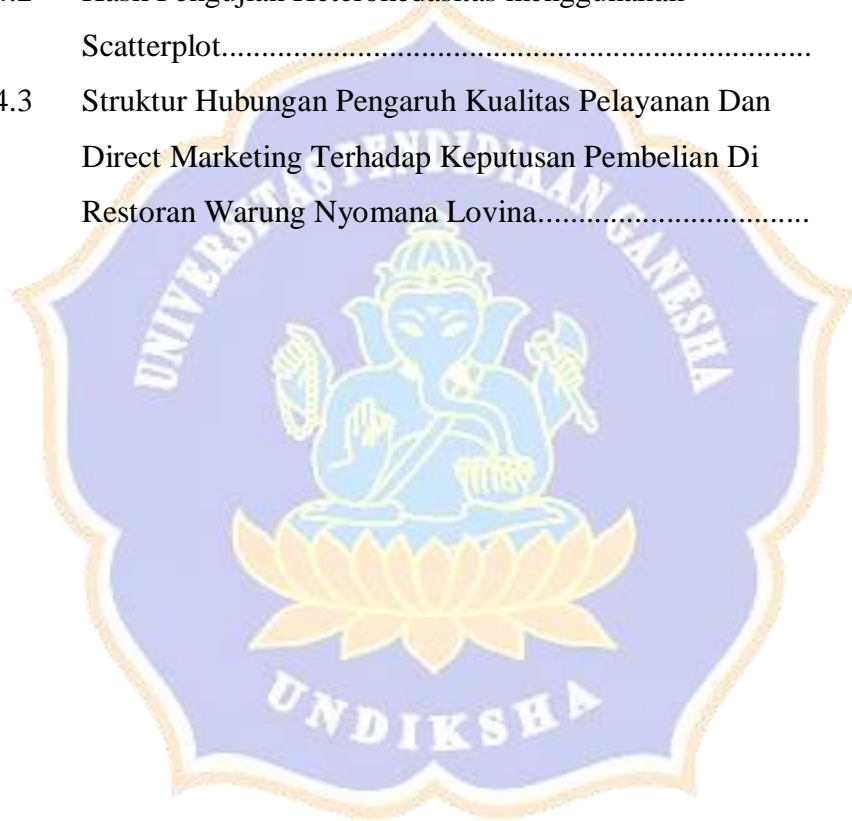 Scatterplot......................................................................
4.3 Struktur Hubungan Pengaruh Kualitas Pelayanan Dan
Direct Marketing Terhadap Keputusan Pembelian Di
Restoran Warung Nyomana Lovina.................................
UNIVERSITAS PENDIDIKAN GANESHA
UNDIKSHA